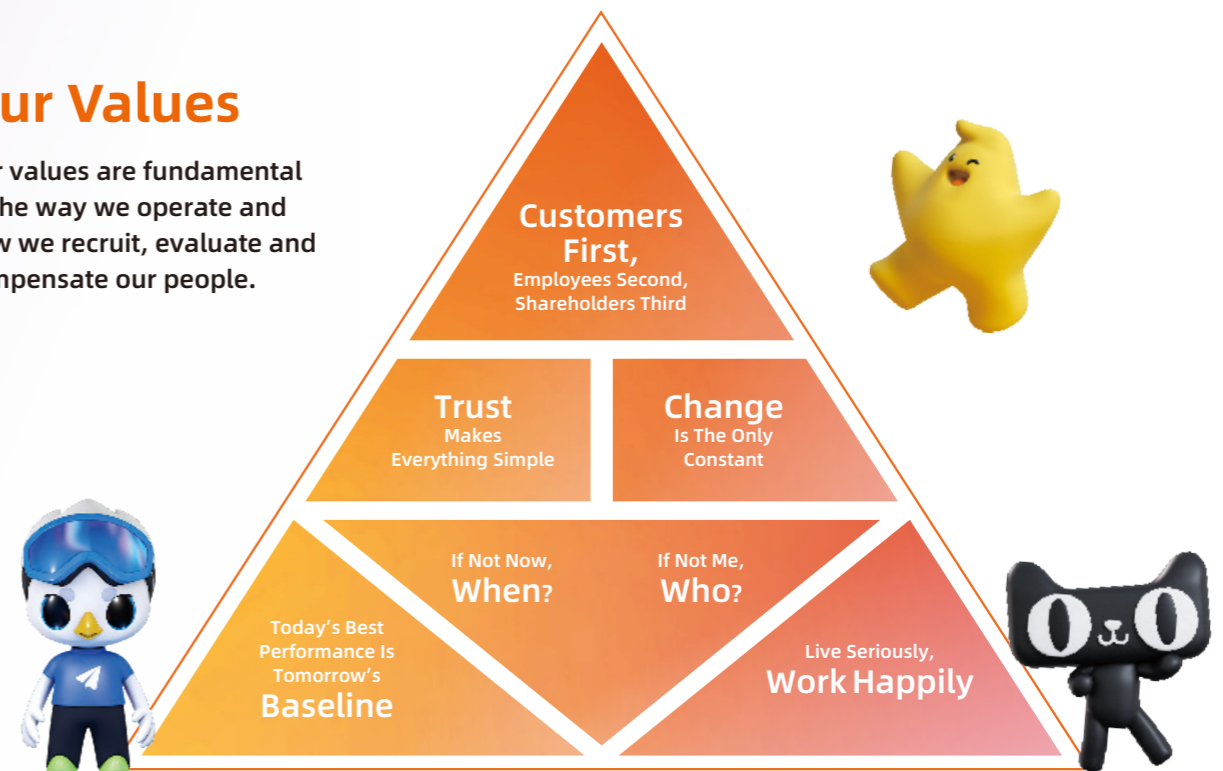 ur Values
r values are fundamental
he way we operate and
w we recruit, evaluate and
mpensate our people.
Customers
First,
Employees Second,
Shareholders Third
Trust
Makes
Everything Simple
Change
Is The Only
Constant
If Not Now,
When?
If Not Me,
Who?
Today's Best
Performance Is
Tomorrow's
Baseline
Live Seriously,
Work Happily